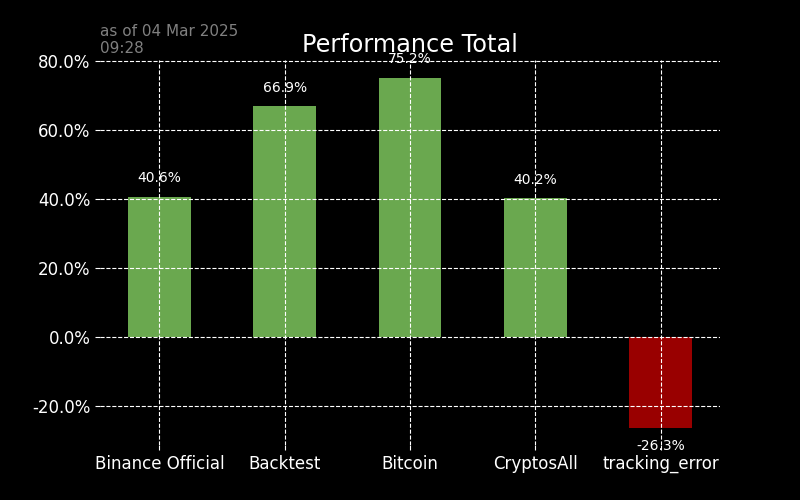 as of 04 Mar 2025
09:28
Performance Total
80.0%
60.0%
40.0%
20.0%
0.0%
-20.0%
40.6%
66.9%
75.2%
40.2%
-26.3%
Binance Official
Backtest
Bitcoin
CryptosAll
tracking_error